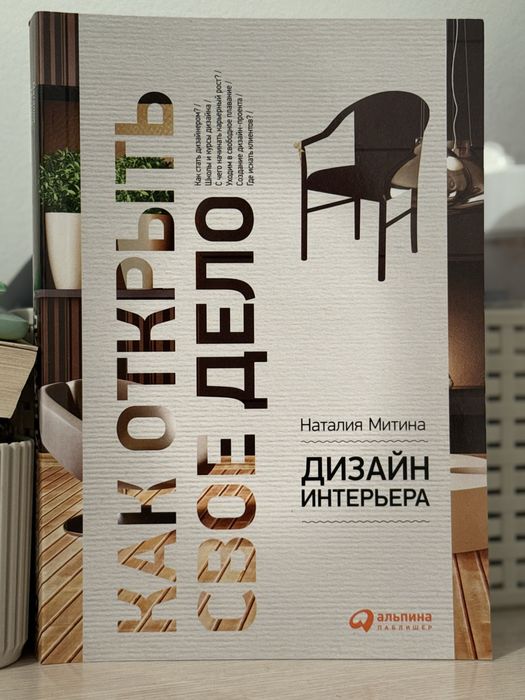 КАК ОТКРЫТЬ
СВОЕ ДЕЛО
Как стать дизайнером? /
Школы и курсы дизайна /
С чего начинать карьерный рост? /
Уходим в свободное плавание /
Создание дизайн-проекта /
Где искать клиентов? /
Наталия Митина
ДИЗАЙН
ИНТЕРЬЕРА
альпина
ПАБЛИШЕР